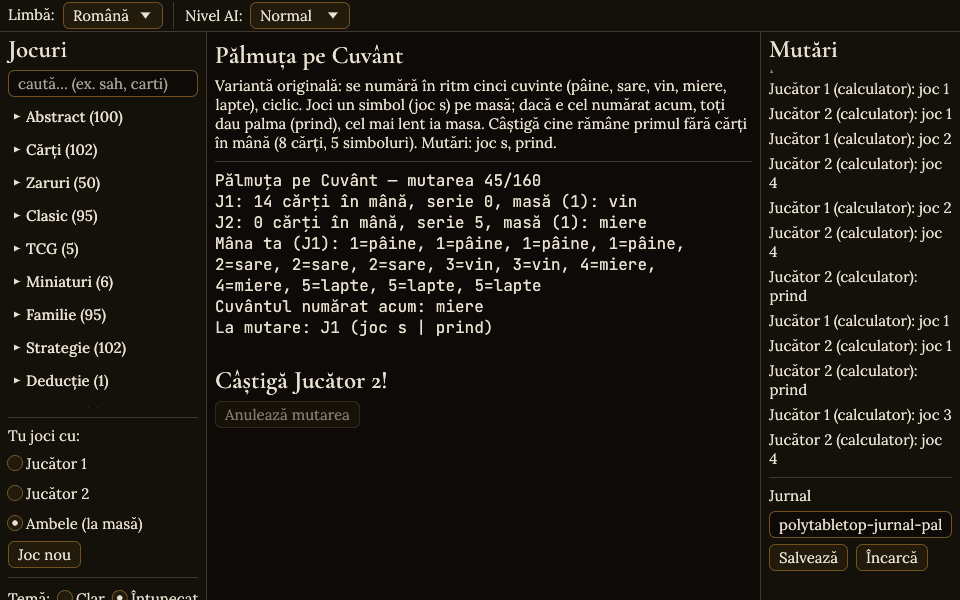 Limbă: Română ▼ Nivel AI: Normal ▼
Jocuri
caută... (ex. sah, carti)
▸ Abstract (100)
▸ Cărți (102)
▸ Zaruri (50)
▸ Clasic (95)
▸ TCG (5)
▸ Miniaturi (6)
▸ Familie (95)
▸ Strategie (102)
▸ Deducție (1)
Tu joci cu:
Jucător 1
Jucător 2
Ambele (la masă)
Joc nou
Temă: Clar Întunecat
Pălmuța pe Cuvânt
Variantă originală: se numără în ritm cinci cuvinte (pâine, sare, vin, miere,
lapte), ciclic. Joci un simbol (joc s) pe masă; dacă e cel numărat acum, toți
dau palma (prind), cel mai lent ia masa. Câștigă cine rămâne primul fără cărți
în mână (8 cărți, 5 simboluri). Mutări: joc s, prind.
Pălmuța pe Cuvânt — mutarea 45/160
J1: 14 cărți în mână, serie 0, masă (1): vin
J2: 0 cărți în mână, serie 5, masă (1): miere
Mâna ta (J1): 1=pâine, 1=pâine, 1=pâine, 1=pâine,
2=sare, 2=sare, 2=sare, 3=vin, 3=vin, 4=miere,
4=miere, 5=lapte, 5=lapte, 5=lapte
Cuvântul numărat acum: miere
La mutare: J1 (joc s | prind)
Câștigă Jucător 2!
Anulează mutarea
Mutări
Jucător 1 (calculator): joc 1
Jucător 2 (calculator): joc 1
Jucător 1 (calculator): joc 2
Jucător 2 (calculator): joc
4
Jucător 1 (calculator): joc 2
Jucător 2 (calculator): joc
4
Jucător 2 (calculator):
prind
Jucător 1 (calculator): joc 1
Jucător 2 (calculator): joc 1
Jucător 2 (calculator):
prind
Jucător 1 (calculator): joc 3
Jucător 2 (calculator): joc
4
Jurnal
polytabletop-jurnal-pal
Salvează Încarcă